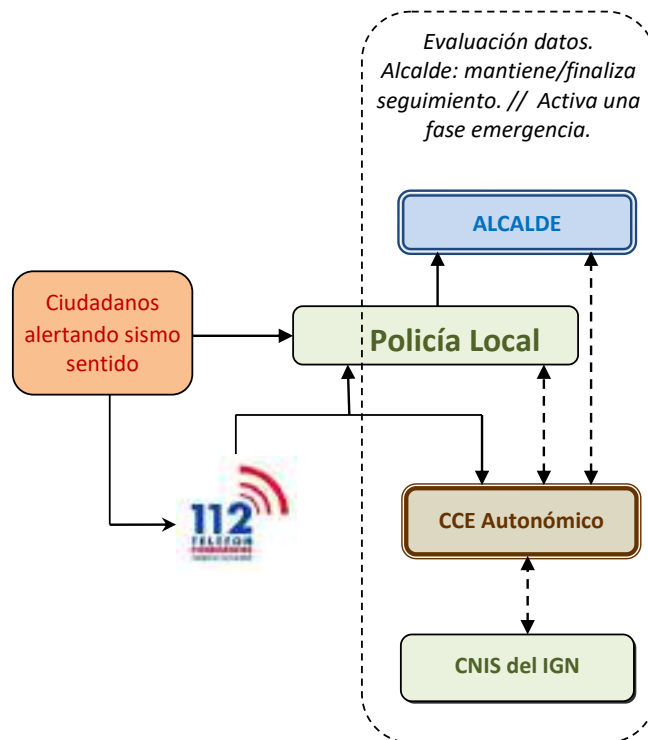 Evaluación datos.
Alcalde: mantiene/finaliza
seguimiento. // Activa una
fase emergencia.
ALCALDE
Ciudadanos
alertando sismo
sentido
Policía Local
112
TELEFON
CCE Autonómico
CNIS del IGN